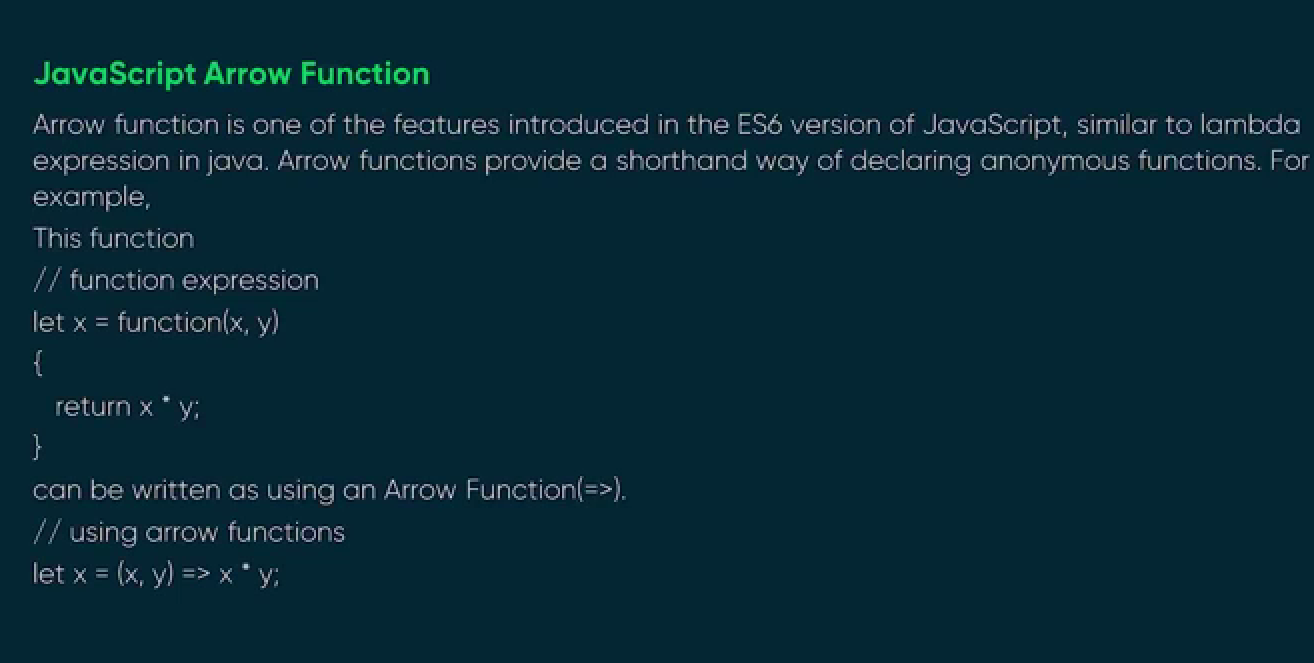 JavaScript Arrow Function
Arrow function is one of the features introduced in the ES6 version of JavaScript, similar to lambda
expression in java. Arrow functions provide a shorthand way of declaring anonymous functions. For
example,
This function
// function expression
let x = function(x, y)
{
   return x * y;
}
can be written as using an Arrow Function(=>).
// using arrow functions
let x = (x, y) => x * y;